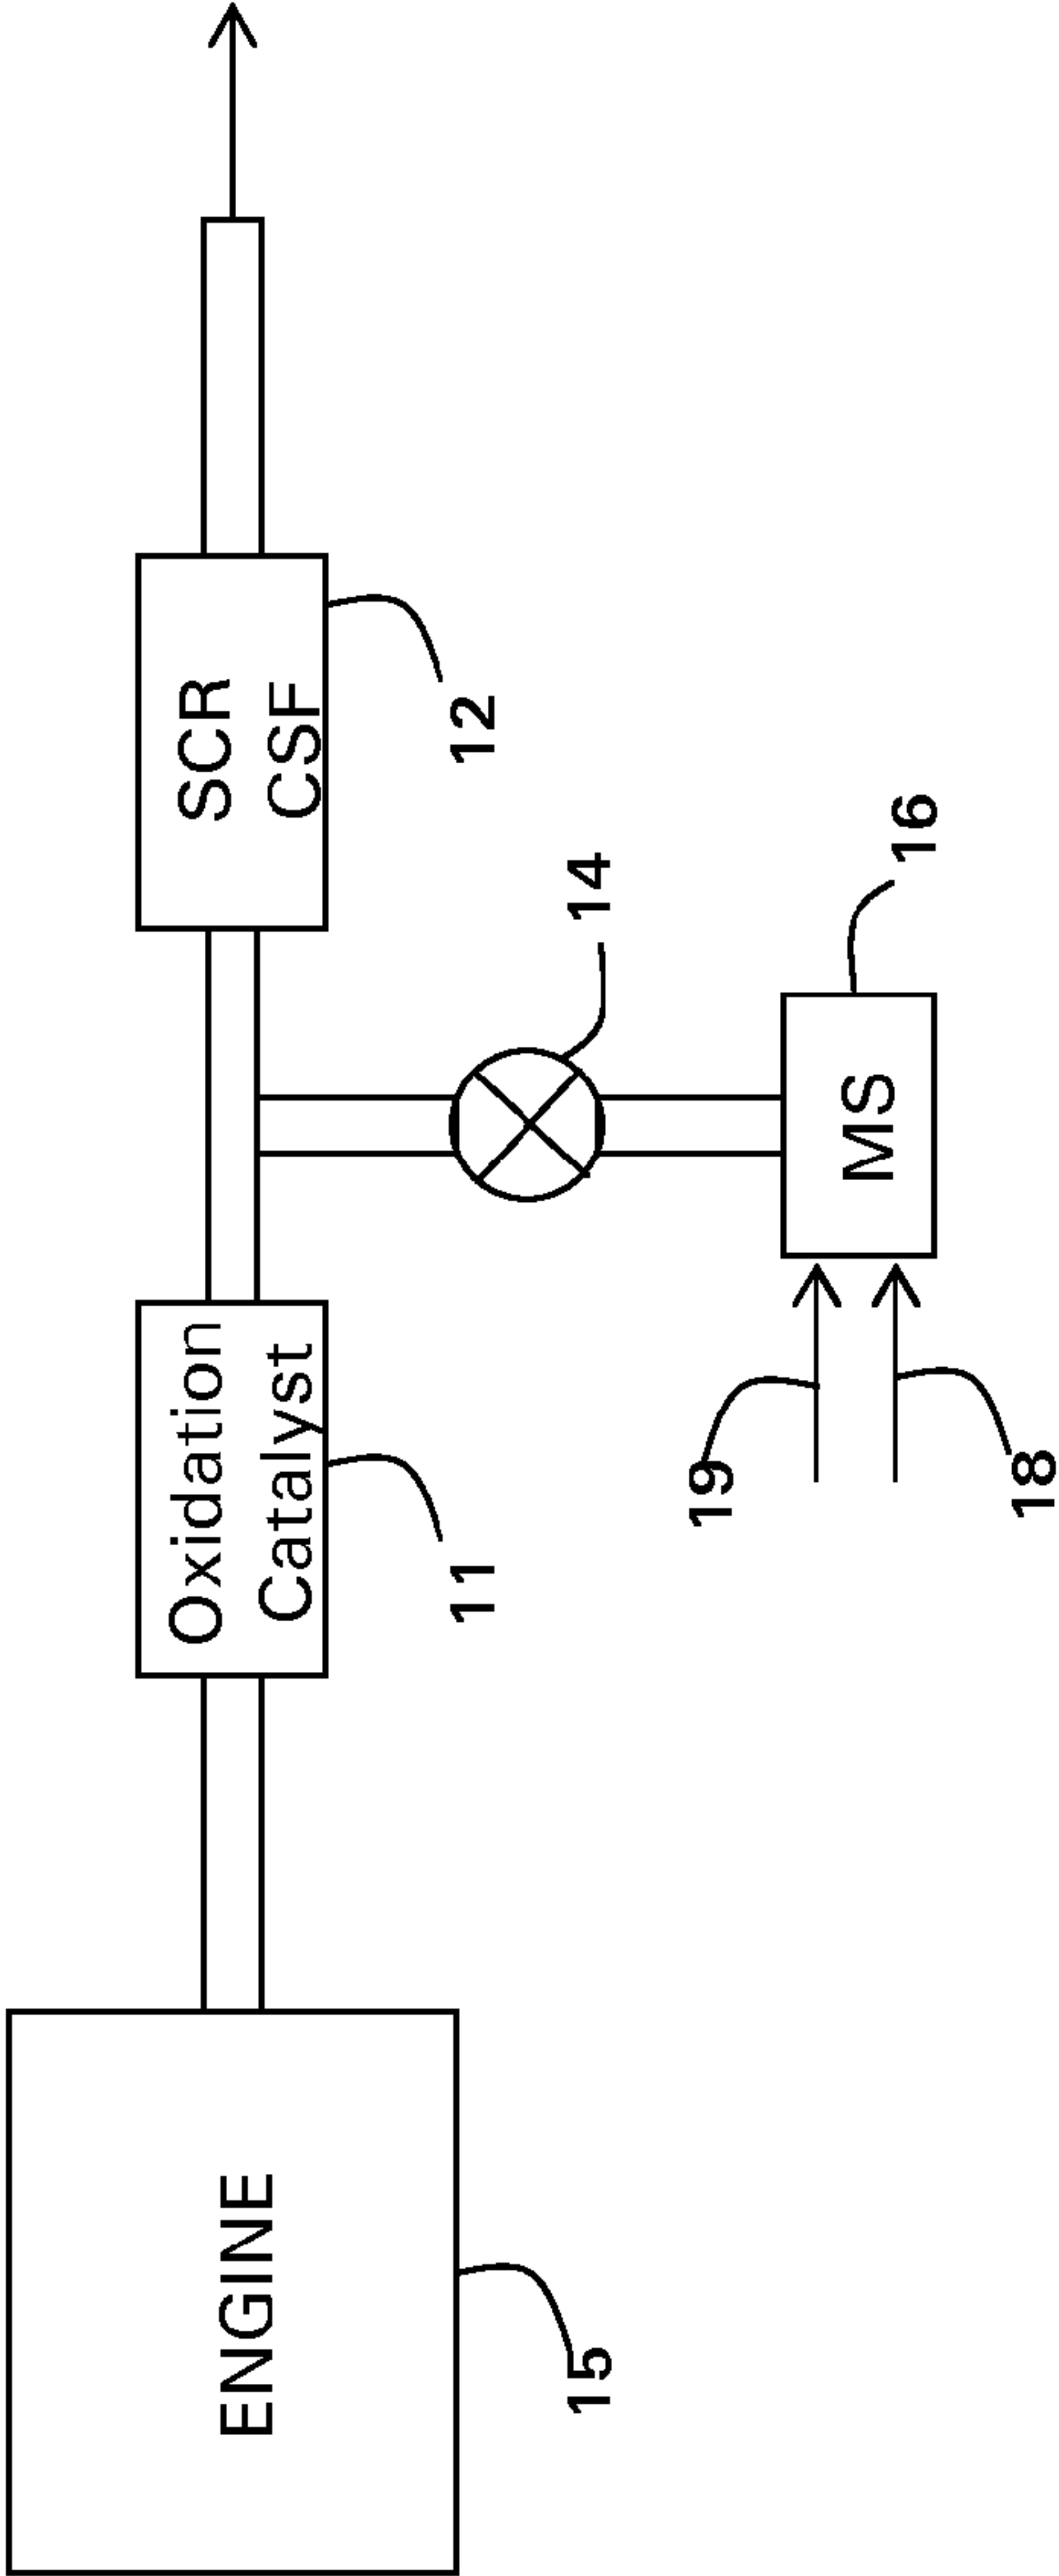 ENGINE
15
Oxidation
Catalyst
11
SCR
CSF
12
14
MS
16
19
18